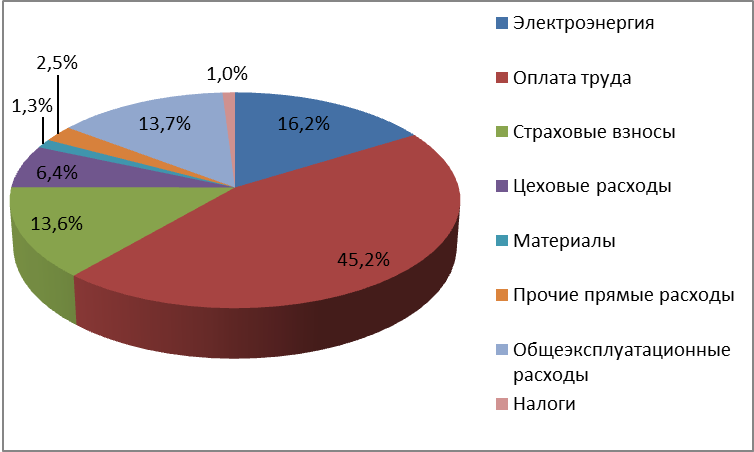 2,5%
1,0%
1,3%
13,7%
16,2%
6,4%
13,6%
45,2%
Электроэнергия
Оплата труда
Страховые взносы
Цеховые расходы
Материалы
Прочие прямые расходы
Общеэксплуатационные
расходы
Налоги